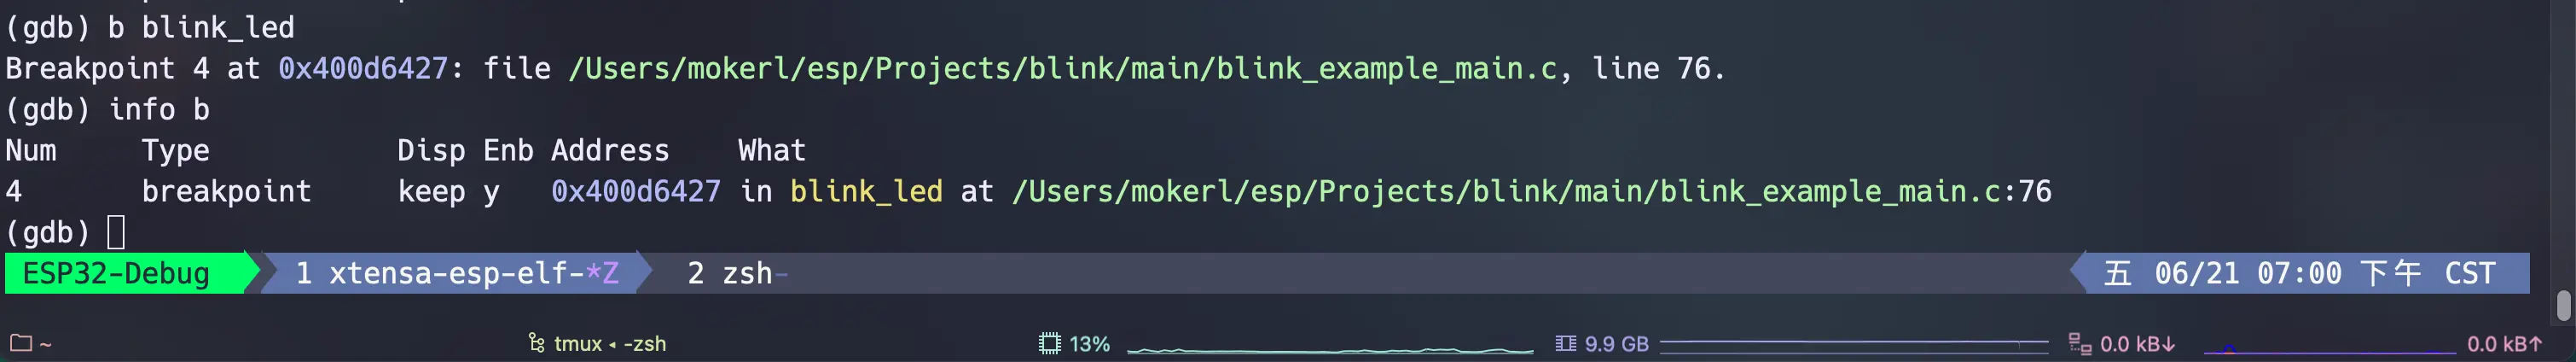 (gdb) b blink_led
Breakpoint 4 at 0x400d6427: file /Users/mokerl/esp/Projects/blink/main/blink_example_main.c, line 76.
(gdb) info b
Num     Type           Disp Enb Address    What
4       breakpoint     keep y   0x400d6427 in blink_led at /Users/mokerl/esp/Projects/blink/main/blink_example_main.c:76
(gdb)
ESP32-Debug 1 xtensa-esp-elf-*Z 2 zsh- 五 06/21 07:00 下午 CST
~ tmux ◂ -zsh 13% 9.9 GB 0.0 kB↓ 0.0 kB↑